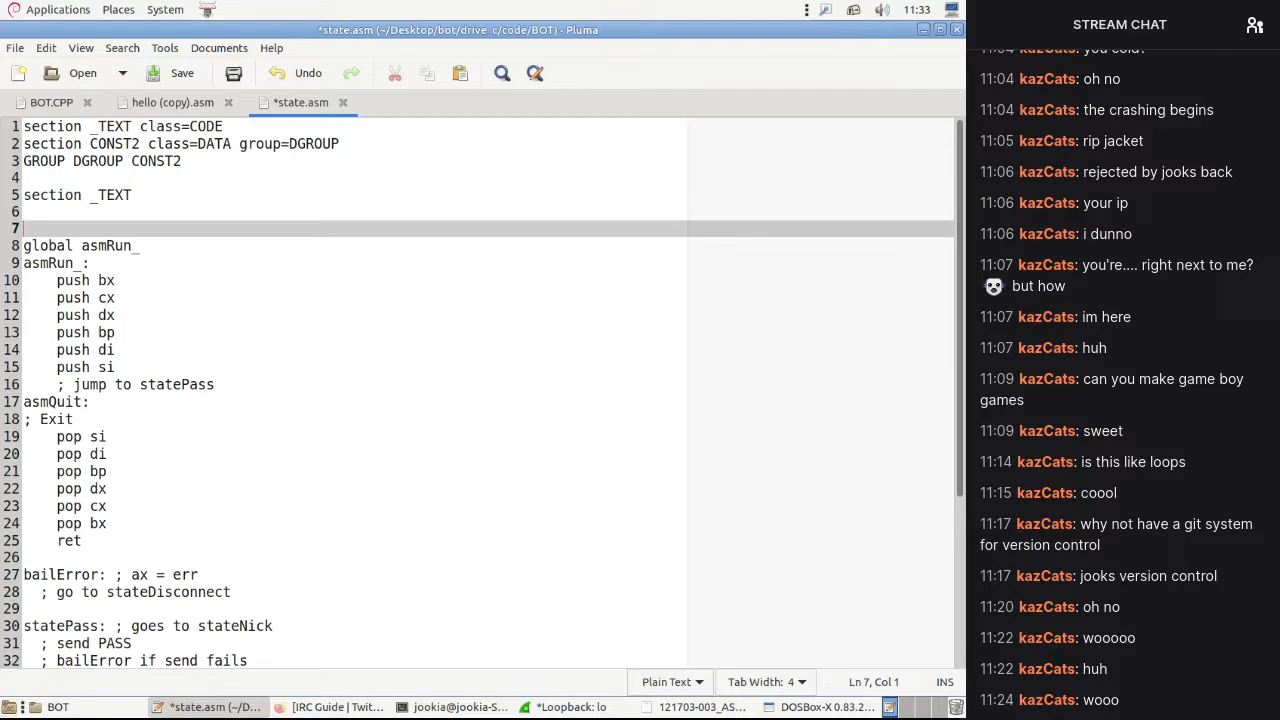 Applications Places System 11:33
*state.asm (~/Desktop/bot/drive_c/code/BOT) - Pluma
File Edit View Search Tools Documents Help
Open Save Undo
BOT.CPP hello (copy).asm *state.asm
1 section _TEXT class=CODE
2 section CONST2 class=DATA group=DGROUP
3 GROUP DGROUP CONST2
4
5 section _TEXT
6
7
8 global asmRun_
9 asmRun_:
10 push bx
11 push cx
12 push dx
13 push bp
14 push di
15 push si
16 ; jump to statePass
17 asmQuit:
18 ; Exit
19 pop si
20 pop di
21 pop bp
22 pop dx
23 pop cx
24 pop bx
25 ret
26
27 bailError: ; ax = err
28 ; go to stateDisconnect
29
30 statePass: ; goes to stateNick
31 ; send PASS
32 ; bailError if send fails
Plain Text Tab Width: 4 Ln 7, Col 1 INS
BOT *state.asm (~/D... [IRC Guide | Twitc... jookia@jookia-S... *Loopback: lo 121703-003_AS... DOSBox-X 0.83.2...
STREAM CHAT
11:04 kazCats: you cold?
11:04 kazCats: oh no
11:04 kazCats: the crashing begins
11:05 kazCats: rip jacket
11:06 kazCats: rejected by jooks back
11:06 kazCats: your ip
11:06 kazCats: i dunno
11:07 kazCats: you're.... right next to me?
but how
11:07 kazCats: im here
11:07 kazCats: huh
11:09 kazCats: can you make game boy
games
11:09 kazCats: sweet
11:14 kazCats: is this like loops
11:15 kazCats: coool
11:17 kazCats: why not have a git system
for version control
11:17 kazCats: jooks version control
11:20 kazCats: oh no
11:22 kazCats: wooooo
11:22 kazCats: huh
11:24 kazCats: wooo